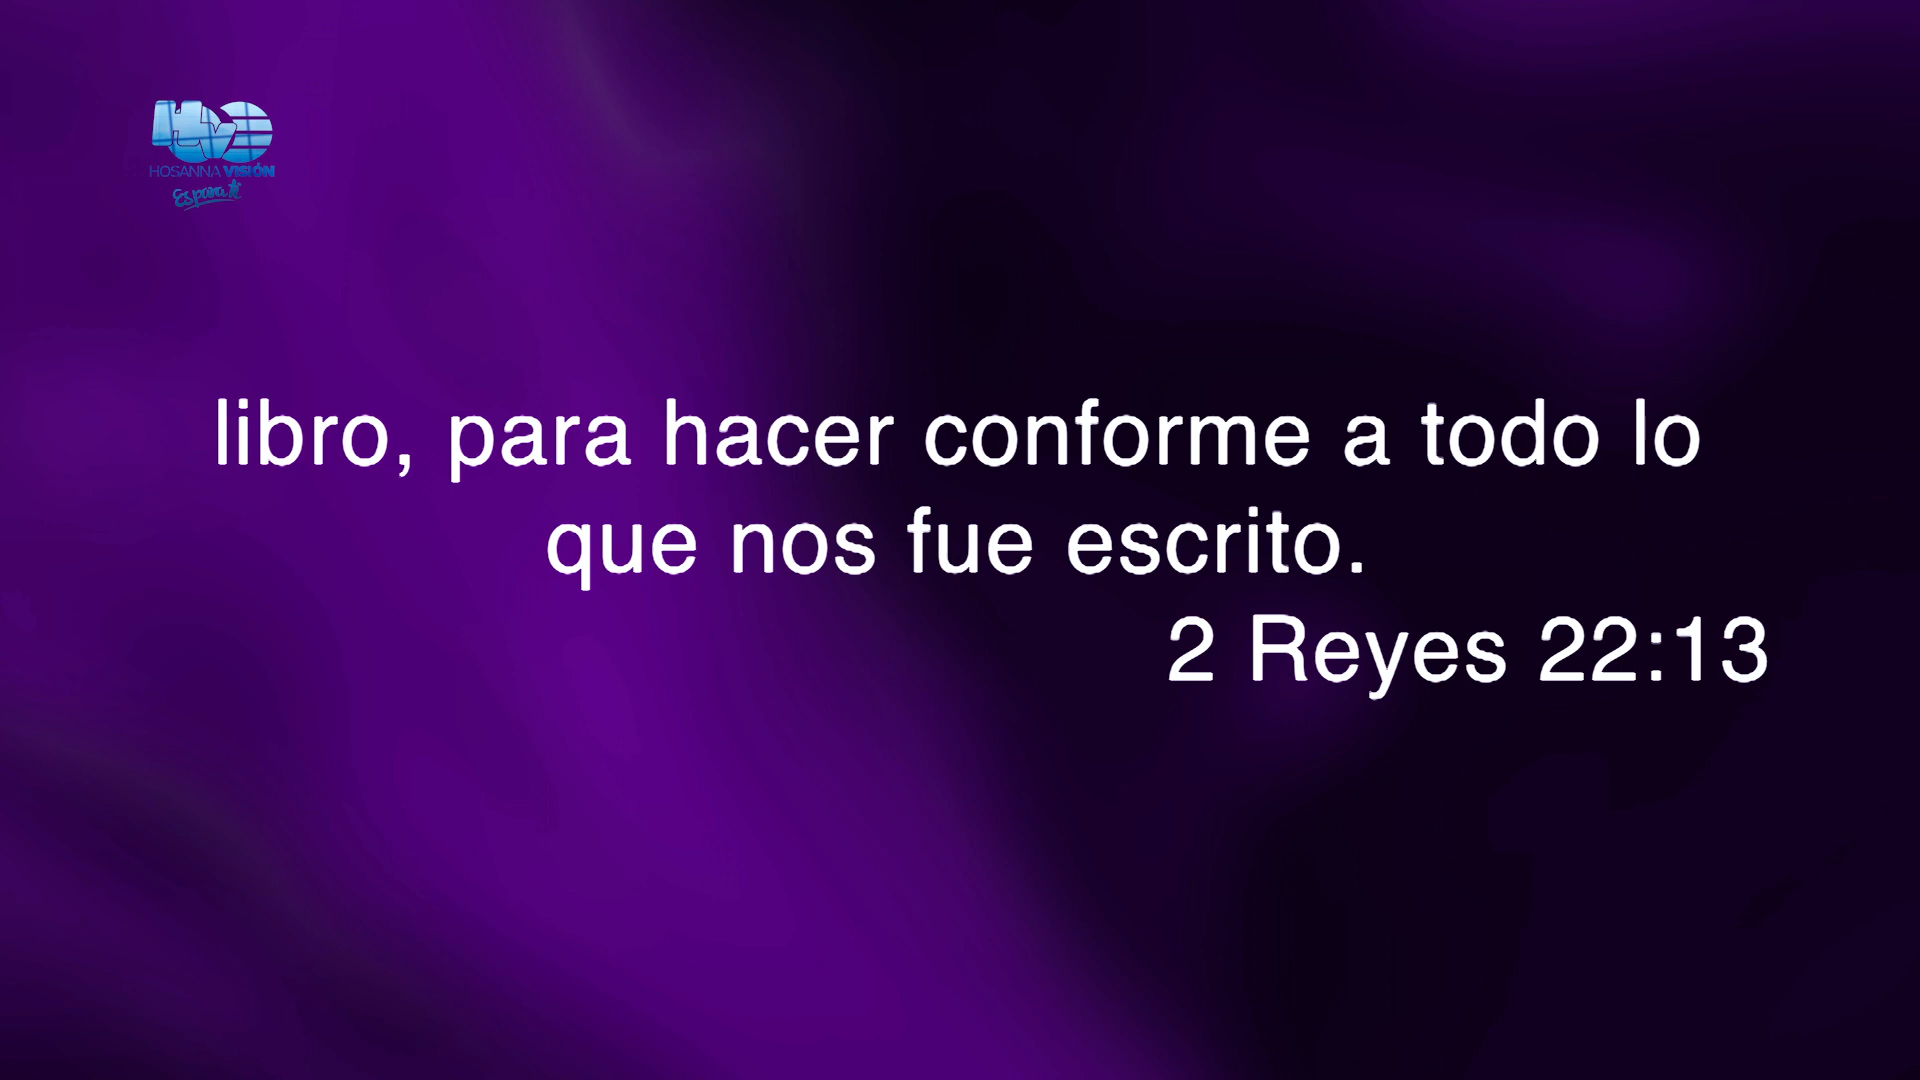 HV
HOSANNA VISIÓN
Es para ti
libro, para hacer conforme a todo lo
que nos fue escrito.
2 Reyes 22:13